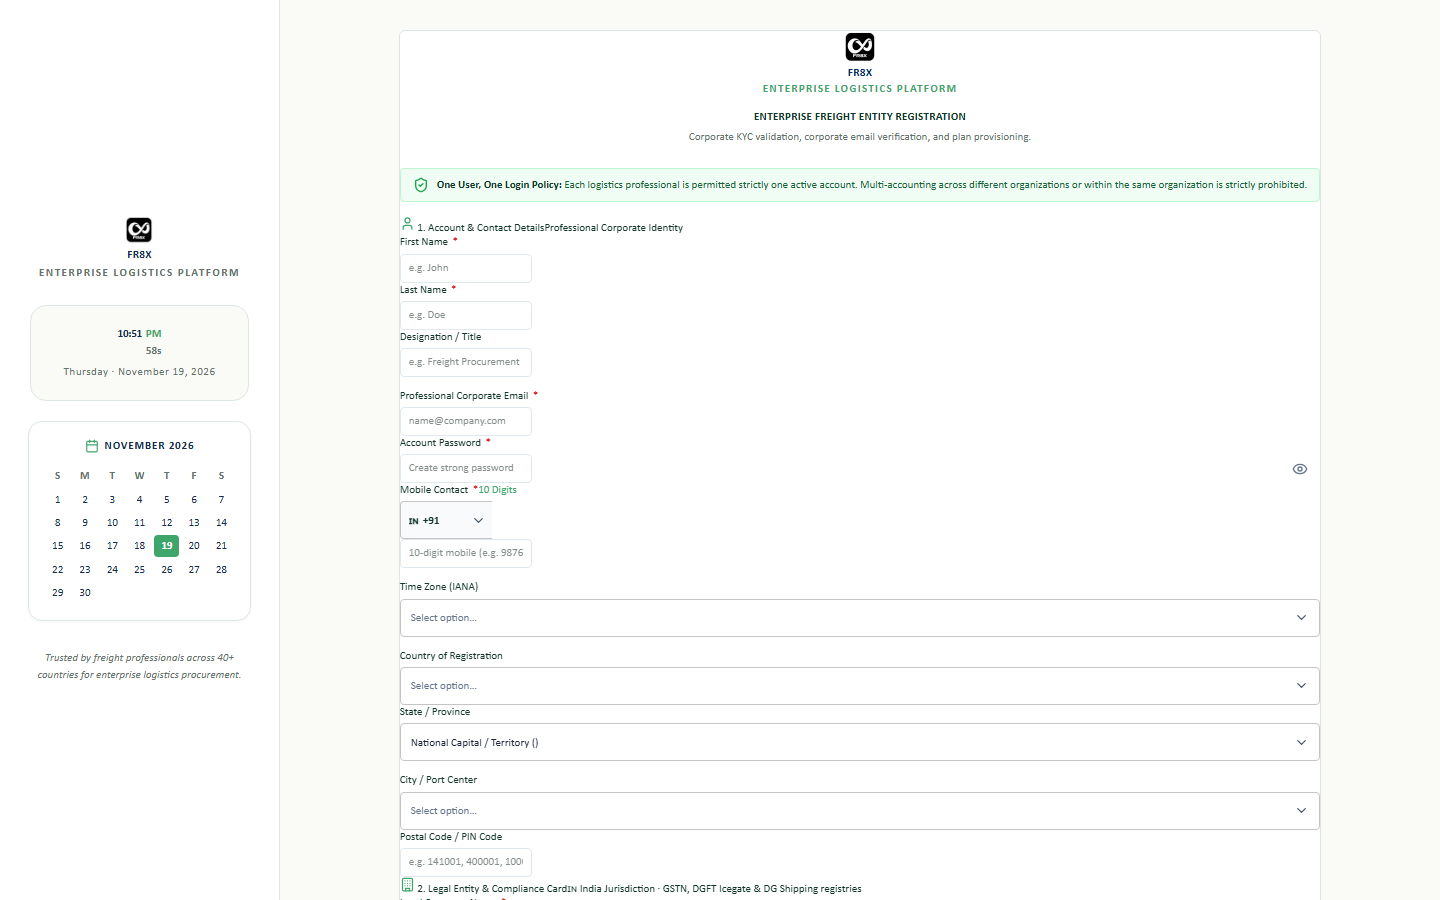 FR8X
ENTERPRISE LOGISTICS PLATFORM
10:51 PM
58s
Thursday · November 19, 2026
NOVEMBER 2026
S M T W T F S
1 2 3 4 5 6 7
8 9 10 11 12 13 14
15 16 17 18 19 20 21
22 23 24 25 26 27 28
29 30
Trusted by freight professionals across 40+
countries for enterprise logistics procurement.
FR8X
ENTERPRISE LOGISTICS PLATFORM
ENTERPRISE FREIGHT ENTITY REGISTRATION
Corporate KYC validation, corporate email verification, and plan provisioning.
One User, One Login Policy: Each logistics professional is permitted strictly one active account. Multi-accounting across different organizations or within the same organization is strictly prohibited.
1. Account & Contact DetailsProfessional Corporate Identity
First Name *
e.g. John
Last Name *
e.g. Doe
Designation / Title
e.g. Freight Procurement
Professional Corporate Email *
name@company.com
Account Password *
Create strong password
Mobile Contact *10 Digits
IN +91
10-digit mobile (e.g. 9876
Time Zone (IANA)
Select option...
Country of Registration
Select option...
State / Province
National Capital / Territory ()
City / Port Center
Select option...
Postal Code / PIN Code
e.g. 141001, 400001, 100
2. Legal Entity & Compliance CardIN India Jurisdiction · GSTN, DGFT Icegate & DG Shipping registries